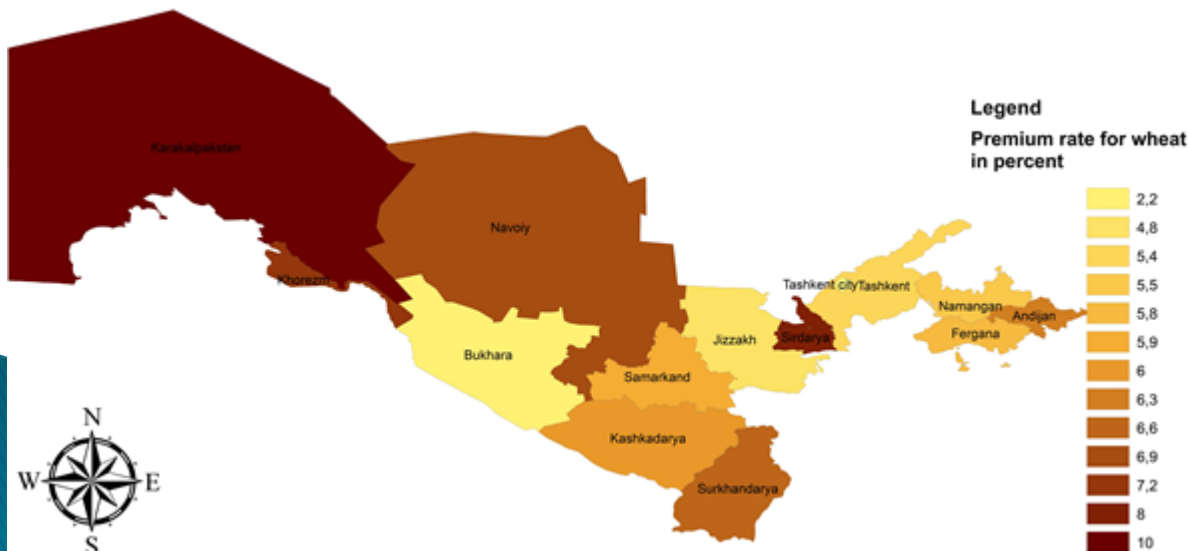 Legend
Premium rate for wheat
in percent
2,2
4,8
5,4
5,5
5,8
5,9
6
6,3
6,6
6,9
7,2
8
10
Karakalpakstan
Navoiy
Khorezm
Bukhara
Samarkand
Kashkadarya
Surkhandarya
Jizzakh
Sirdarya
Tashkent city
Tashkent
Namangan
Andijan
Fergana
N
W
E
S